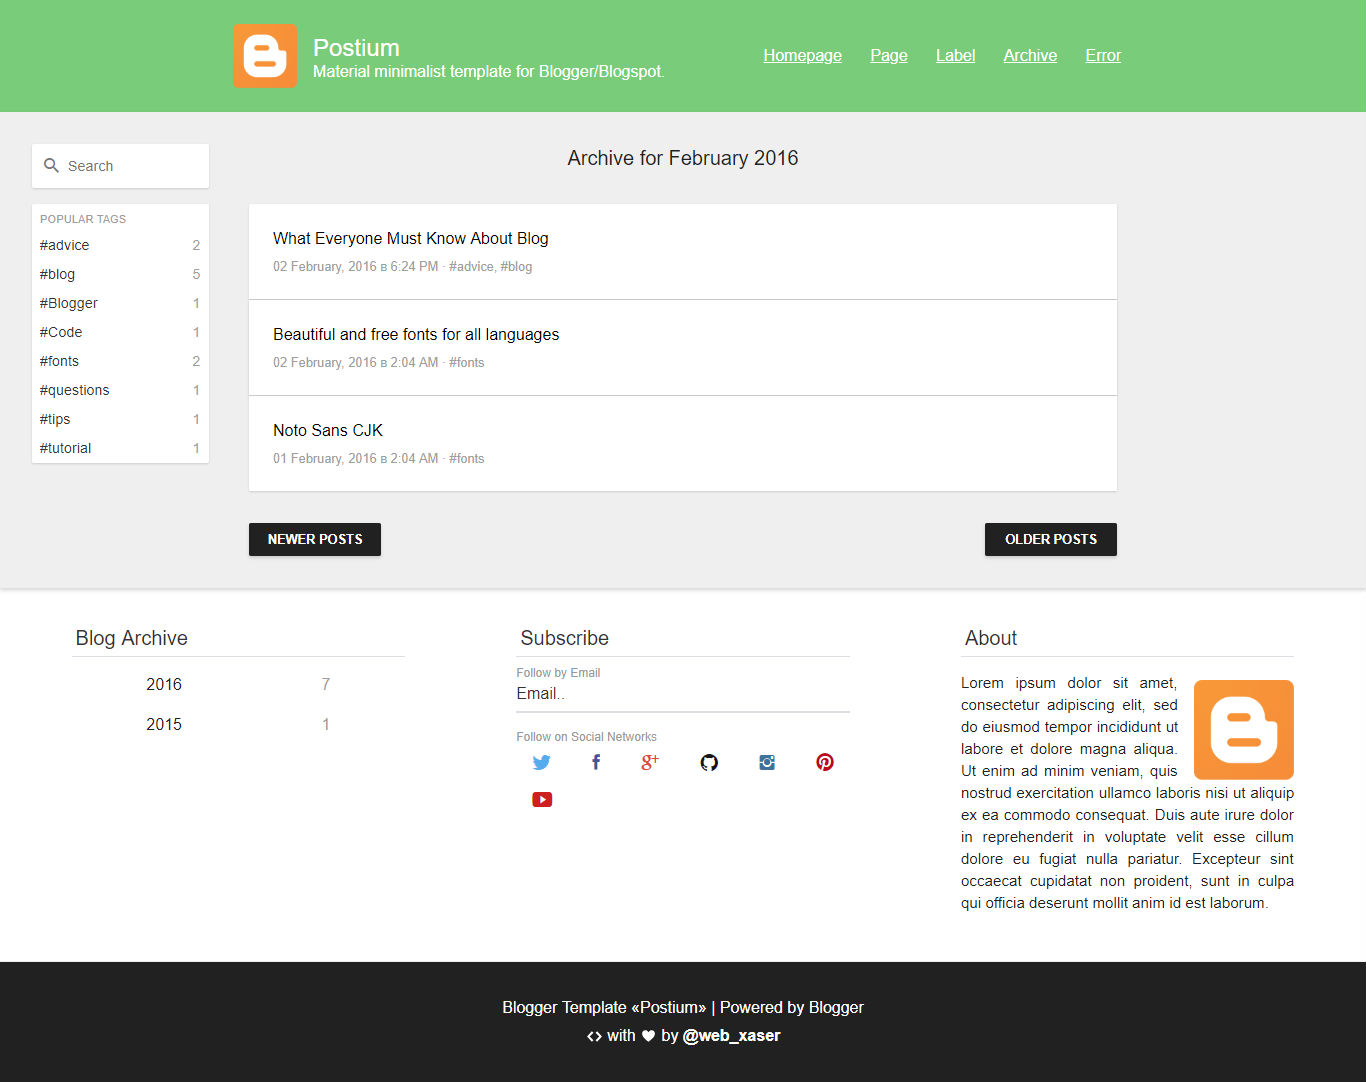 Postium
Material minimalist template for Blogger/Blogspot.
Homepage Page Label Archive Error
Search
POPULAR TAGS
#advice 2
#blog 5
#Blogger 1
#Code 1
#fonts 2
#questions 1
#tips 1
#tutorial 1
Archive for February 2016
What Everyone Must Know About Blog
02 February, 2016 в 6:24 PM · #advice, #blog
Beautiful and free fonts for all languages
02 February, 2016 в 2:04 AM · #fonts
Noto Sans CJK
01 February, 2016 в 2:04 AM · #fonts
NEWER POSTS
OLDER POSTS
Blog Archive
2016 7
2015 1
Subscribe
Follow by Email
Email..
Follow on Social Networks
About
Lorem ipsum dolor sit amet,
consectetur adipiscing elit, sed
do eiusmod tempor incididunt ut
labore et dolore magna aliqua.
Ut enim ad minim veniam, quis
nostrud exercitation ullamco laboris nisi ut aliquip
ex ea commodo consequat. Duis aute irure dolor
in reprehenderit in voluptate velit esse cillum
dolore eu fugiat nulla pariatur. Excepteur sint
occaecat cupidatat non proident, sunt in culpa
qui officia deserunt mollit anim id est laborum.
Blogger Template «Postium» | Powered by Blogger
with by @web_xaser